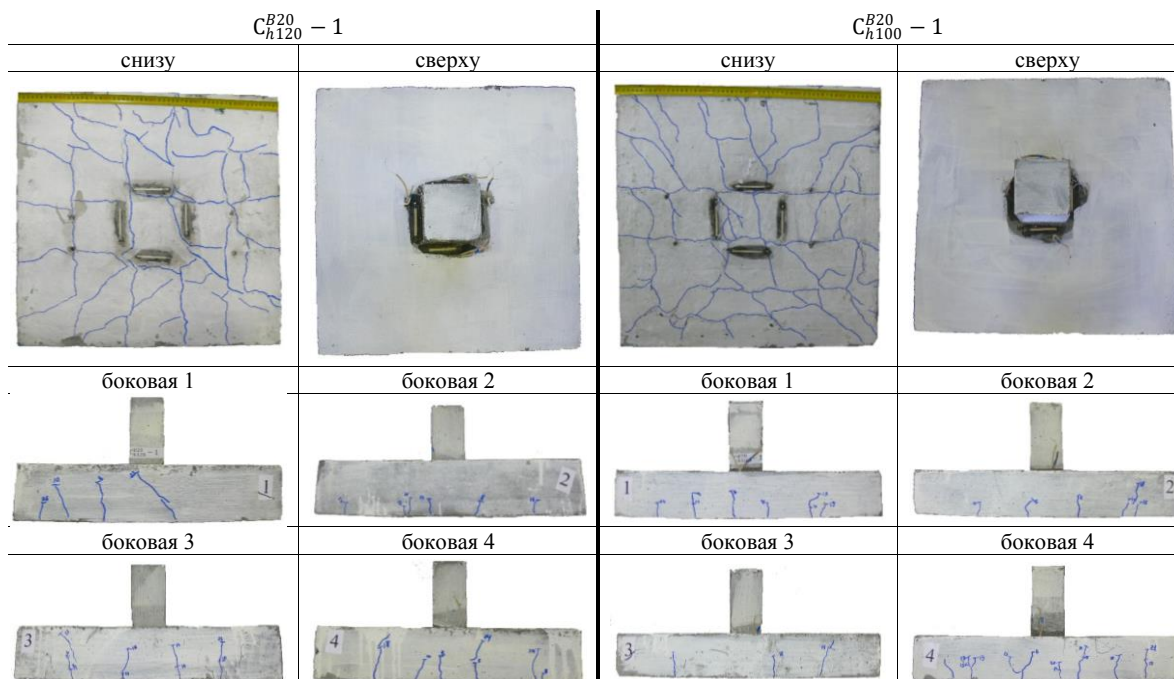 C^{B20}_{h120} − 1 C^{B20}_{h100} − 1
снизу сверху снизу сверху
боковая 1 боковая 2 боковая 1 боковая 2
1 2 1 2
боковая 3 боковая 4 боковая 3 боковая 4
3 4 3 4